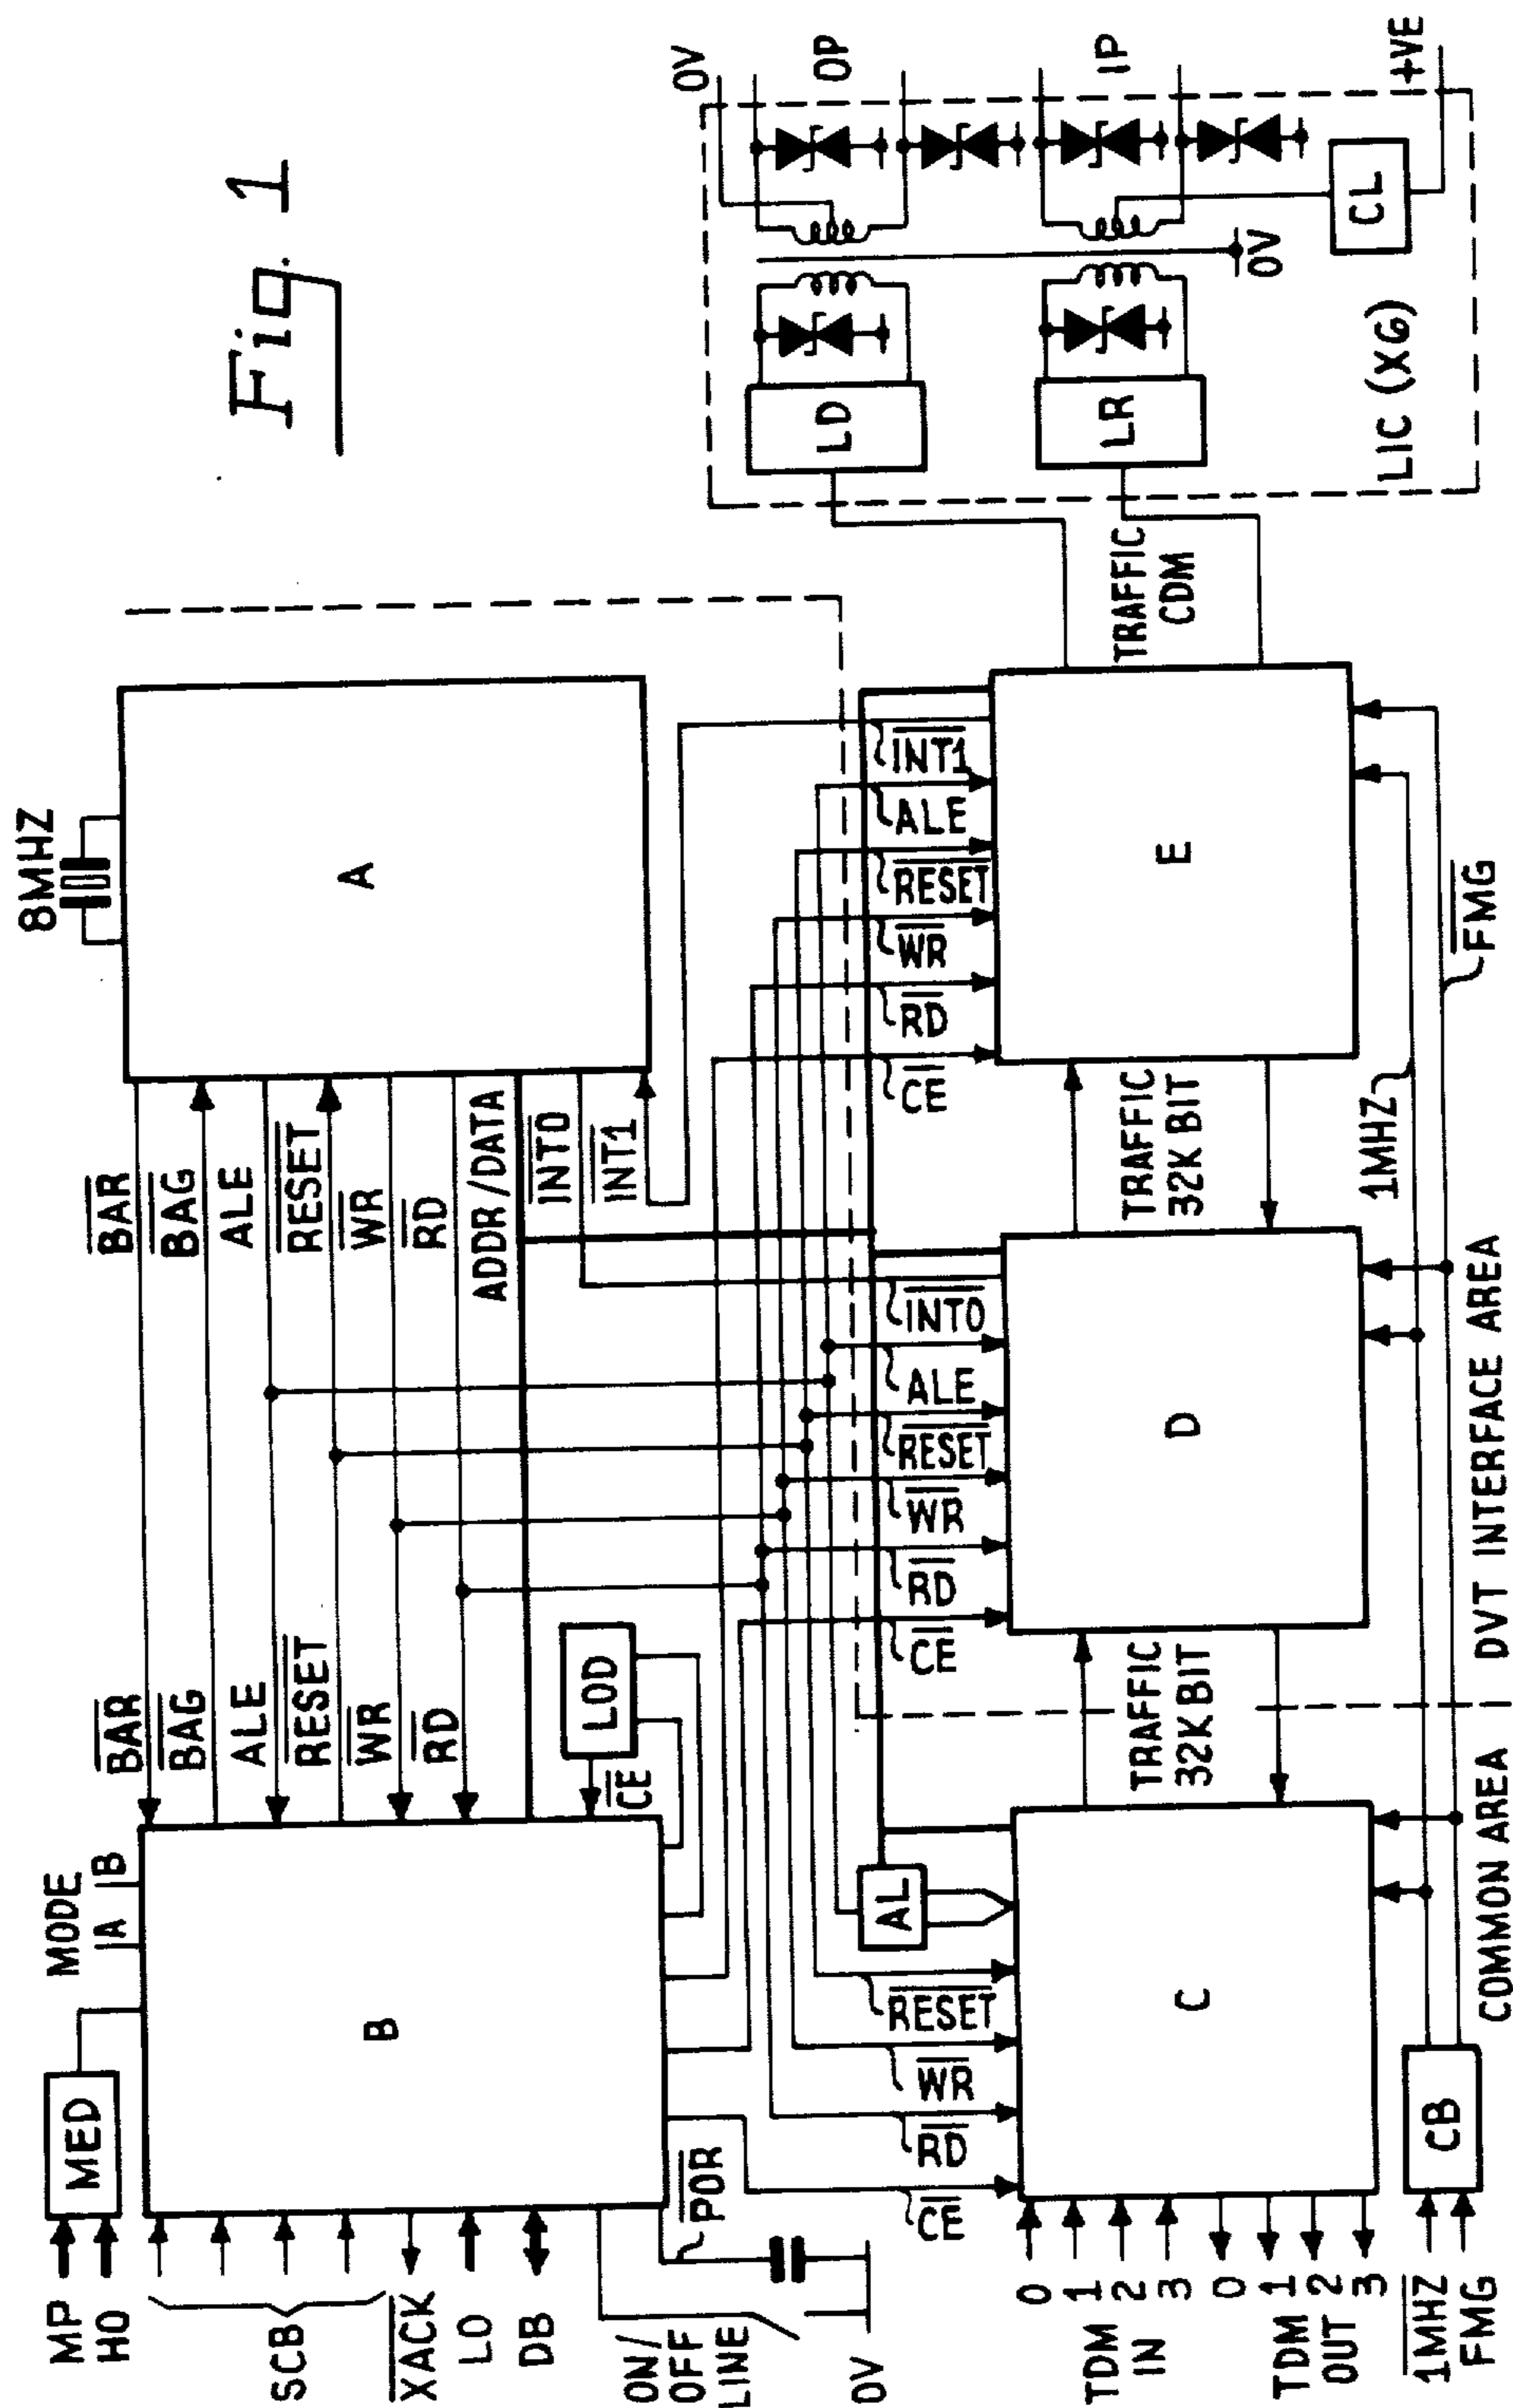 Fig. 1
8MHZ
A
MODE
A B
MED
MP
HO
SCB
XACK
LO
DB
ON/
OFF
LINE
0V
POR
B
BAR
BAG
ALE
RESET
WR
RD
CE
LOD
BAR
BAG
ALE
RESET
WR
RD
ADDR/DATA
INT0
INT1
CE
RD
WR
RESET
AL
C
CE
RD
WR
RESET
ALE
INT0
D
CE
RD
WR
RESET
ALE
INT1
E
0
1
2
3
TDM
IN
0
1
2
3
TDM
OUT
1MHZ
FMG
CB
TRAFFIC
32K BIT
TRAFFIC
32K BIT
TRAFFIC
CDM
1MHZ
FMG
COMMON AREA
DVT INTERFACE AREA
LD
LR
LIC (X6)
CL
0V
0V
OP
IP
+VE